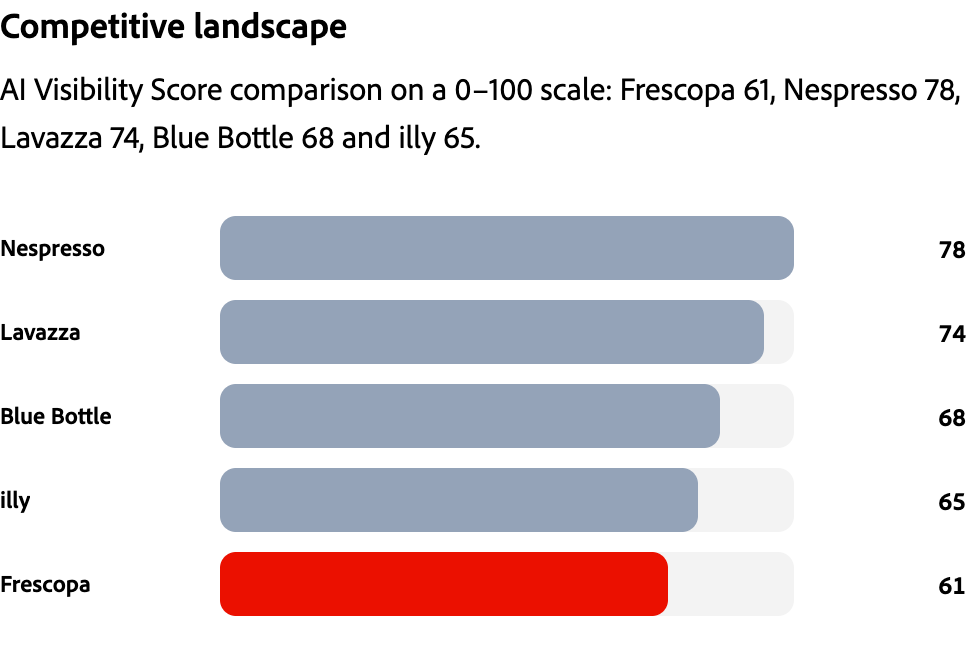 Competitive landscape
AI Visibility Score comparison on a 0–100 scale: Frescopa 61, Nespresso 78,
Lavazza 74, Blue Bottle 68 and illy 65.
Nespresso 78
Lavazza 74
Blue Bottle 68
illy 65
Frescopa 61